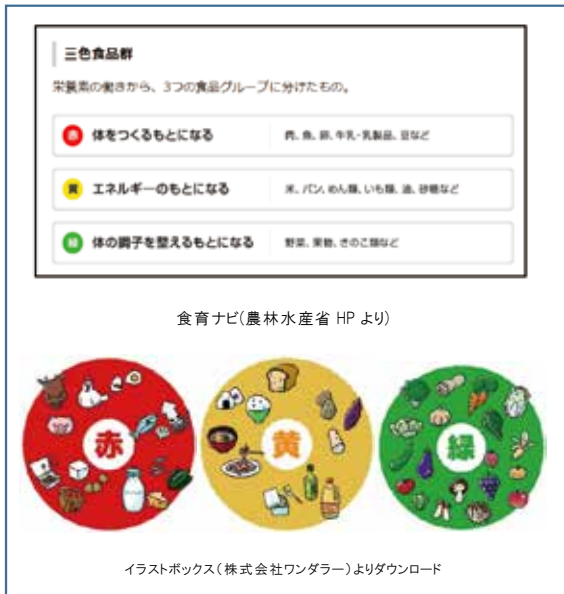 三色食品群
栄養素の働きから、3つの食品グループに分けたもの。
赤 体をつくるもとになる 肉、魚、卵、牛乳・乳製品、豆など
黄 エネルギーのもとになる 米、パン、めん類、いも類、油、砂糖など
緑 体の調子を整えるもとになる 野菜、果物、きのこ類など
食育ナビ(農林水産省 HP より)
赤 黄 緑
イラストボックス(株式会社ワンダラー)よりダウンロード